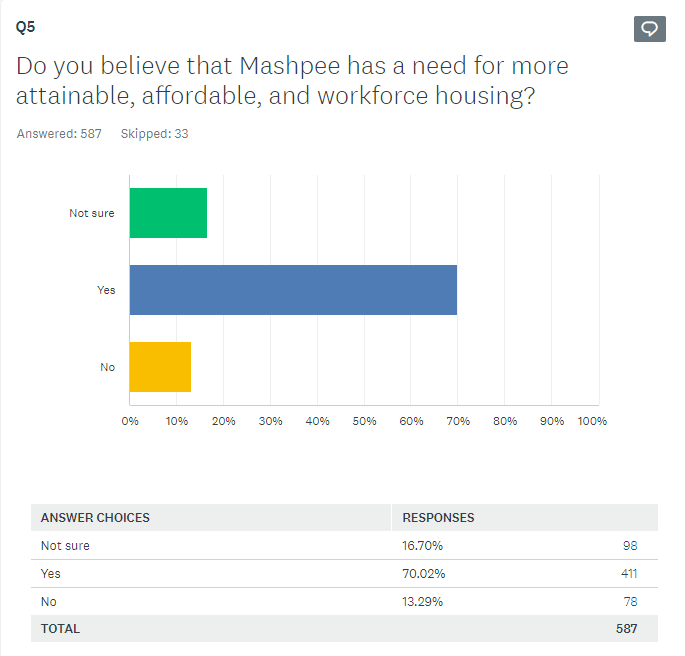 Q5
Do you believe that Mashpee has a need for more
attainable, affordable, and workforce housing?
Answered: 587 Skipped: 33
Not sure
Yes
No
0% 10% 20% 30% 40% 50% 60% 70% 80% 90% 100%
ANSWER CHOICES RESPONSES
Not sure 16.70% 98
Yes 70.02% 411
No 13.29% 78
TOTAL 587